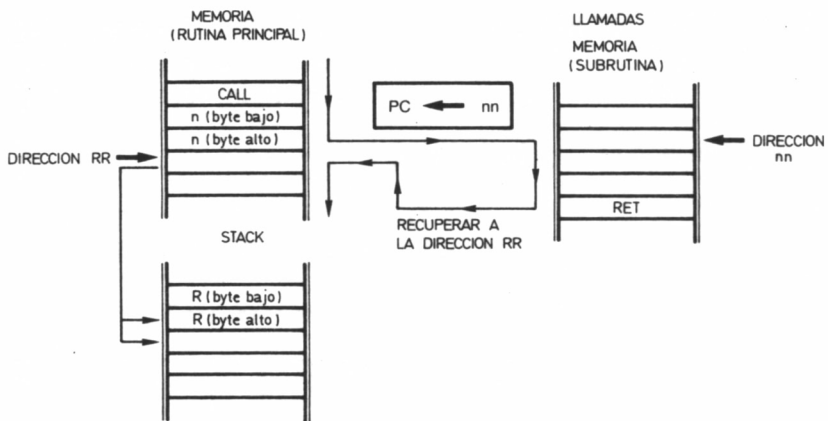 MEMORIA
(RUTINA PRINCIPAL)
CALL
n (byte bajo)
n (byte alto)
DIRECCION RR
STACK
R (byte bajo)
R (byte alto)
PC nn
RECUPERAR A
LA DIRECCION RR
LLAMADAS
MEMORIA
(SUBRUTINA)
DIRECCION
nn
RET